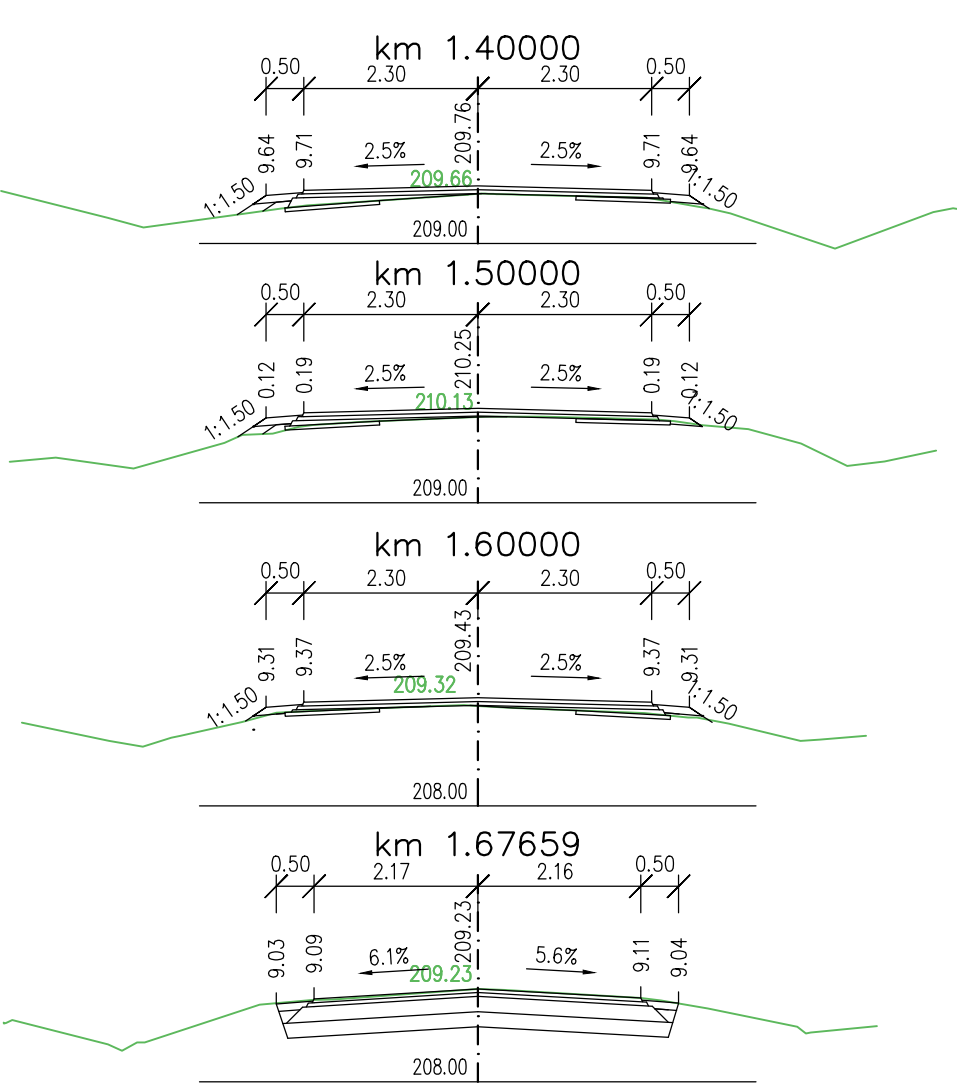 km 1.40000
0.50 2.30 2.30 0.50
9.64 9.71 209.76 9.71 9.64
2.5% 2.5%
1:1.50 209.66 1:1.50
209.00
km 1.50000
0.50 2.30 2.30 0.50
0.12 0.19 210.25 0.19 0.12
2.5% 2.5%
1:1.50 210.13 1:1.50
209.00
km 1.60000
0.50 2.30 2.30 0.50
9.31 9.37 209.43 9.37 9.31
2.5% 2.5%
1:1.50 209.32 1:1.50
208.00
km 1.67659
0.50 2.17 2.16 0.50
9.03 9.09 209.23 9.11 9.04
6.1% 5.6%
209.23
208.00